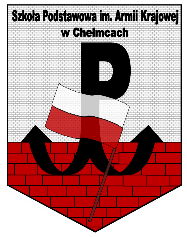 Szkoła Podstawowa im. Armii Krajowej
w Chełmcach